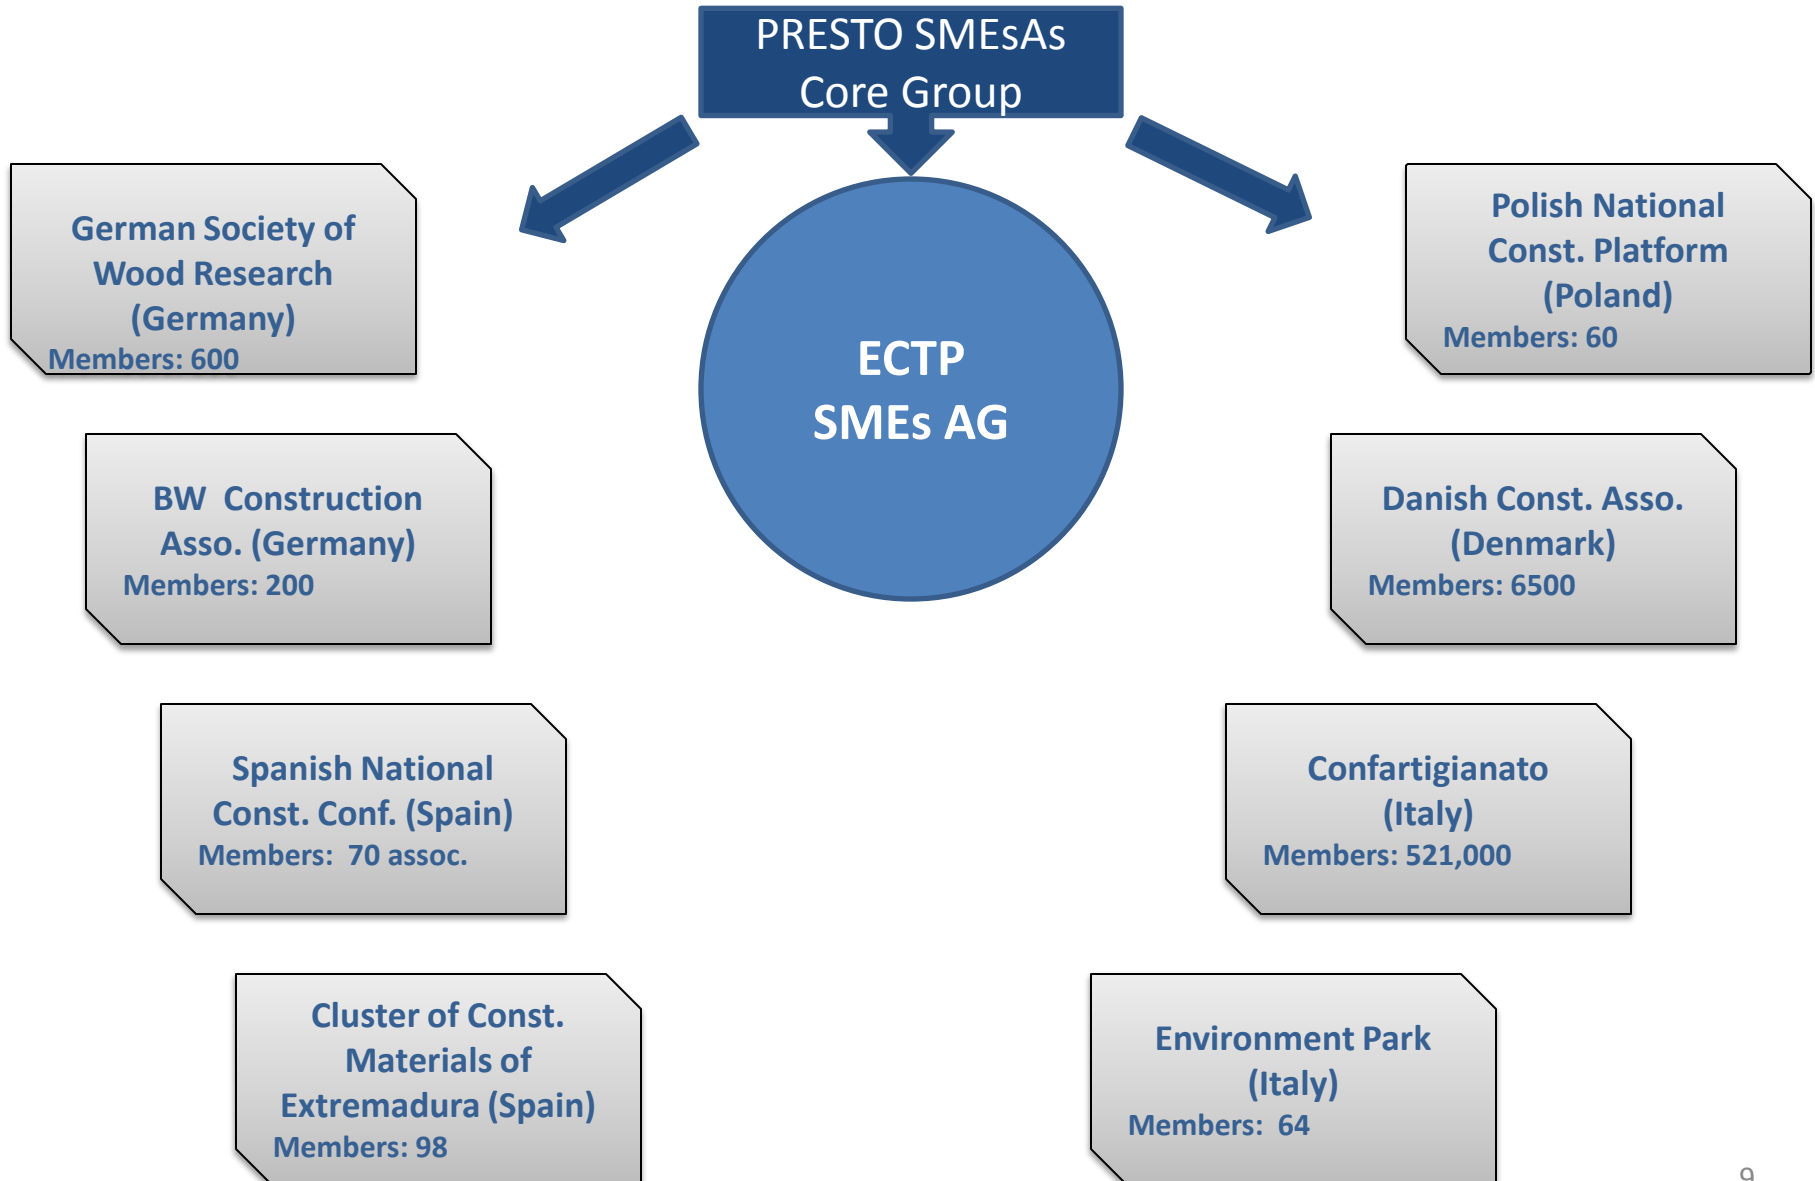 PRESTO SMEsAs
Core Group
German Society of
Wood Research
(Germany)
Members: 600
BW  Construction
Asso. (Germany)
Members: 200
Spanish National
Const. Conf. (Spain)
Members:  70 assoc.
Cluster of Const.
Materials of
Extremadura (Spain)
Members: 98
ECTP
SMEs AG
Polish National
Const. Platform
(Poland)
Members: 60
Danish Const. Asso.
(Denmark)
Members: 6500
Confartigianato
(Italy)
Members: 521,000
Environment Park
(Italy)
Members:  64
9